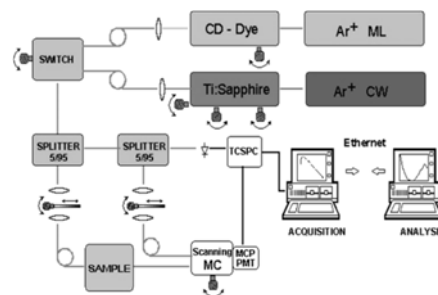 CD - Dye
Ar+ ML
SWITCH
Ti:Sapphire
Ar+ CW
SPLITTER
5/95
SPLITTER
5/95
TCSPC
Ethernet
ACQUISITION
ANALYSI
SAMPLE
Scanning
MC
MCP
PMT